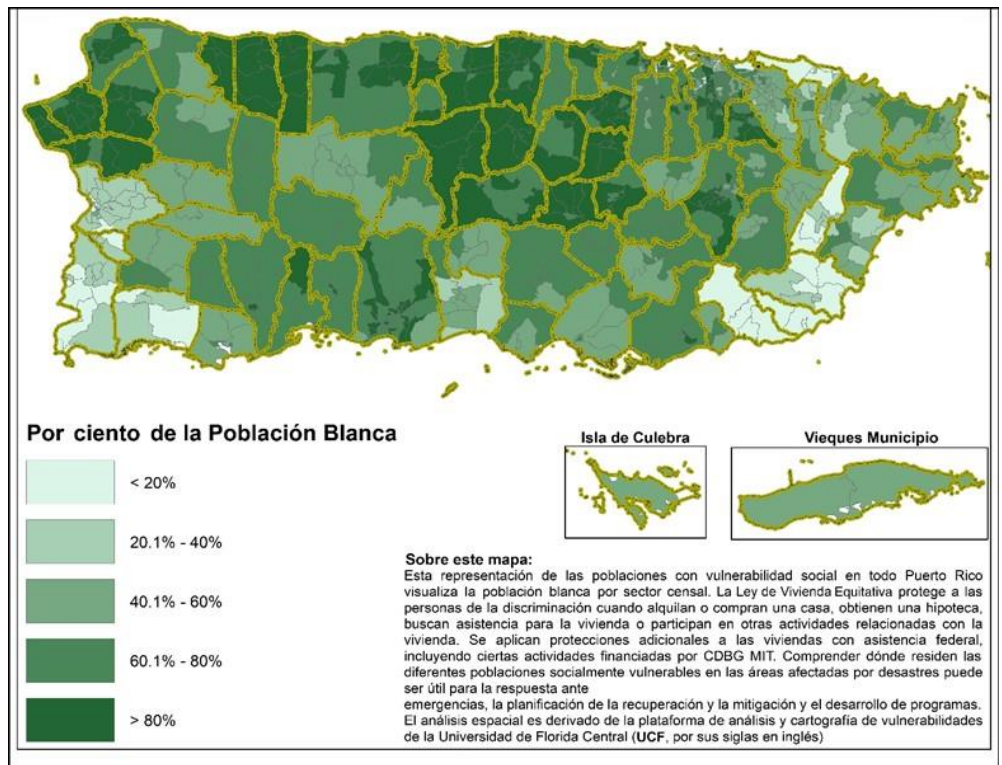 Por ciento de la Población Blanca
< 20%
20.1% - 40%
40.1% - 60%
60.1% - 80%
> 80%
Isla de Culebra
Vieques Municipio
Sobre este mapa:
Esta representación de las poblaciones con vulnerabilidad social en todo Puerto Rico
visualiza la población blanca por sector censal. La Ley de Vivienda Equitativa protege a las
personas de la discriminación cuando alquilan o compran una casa, obtienen una hipoteca,
buscan asistencia para la vivienda o participan en otras actividades relacionadas con la
vivienda. Se aplican protecciones adicionales a las viviendas con asistencia federal,
incluyendo ciertas actividades financiadas por CDBG MIT. Comprender dónde residen las
diferentes poblaciones socialmente vulnerables en las áreas afectadas por desastres puede
ser útil para la respuesta ante
emergencias, la planificación de la recuperación y la mitigación y el desarrollo de programas.
El análisis espacial es derivado de la plataforma de análisis y cartografía de vulnerabilidades
de la Universidad de Florida Central (UCF, por sus siglas en inglés)